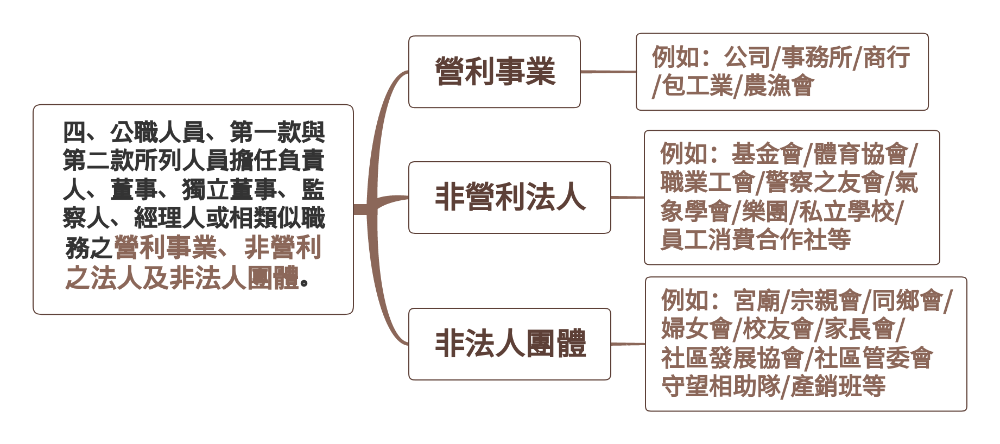 四、公職人員、第一款與
第二款所列人員擔任負責
人、董事、獨立董事、監
察人、經理人或相類似職
務之營利事業、非營利
之法人及非法人團體。
營利事業
例如：公司/事務所/商行
/包工業/農漁會
非營利法人
例如：基金會/體育協會/
職業工會/警察之友會/氣
象學會/樂團/私立學校/
員工消費合作社等
非法人團體
例如：宮廟/宗親會/同鄉會/
婦女會/校友會/家長會/
社區發展協會/社區管委會
守望相助隊/產銷班等